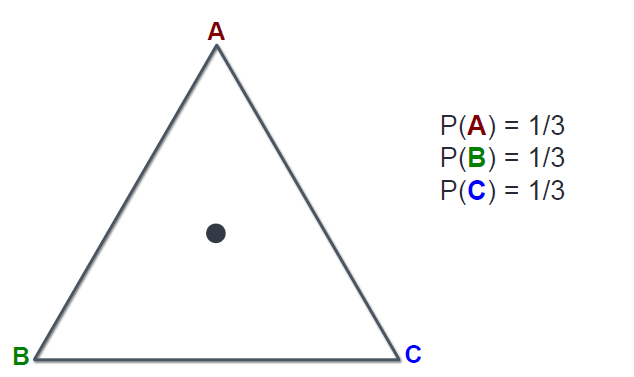 A
P(A) = 1/3
P(B) = 1/3
P(C) = 1/3
B
C